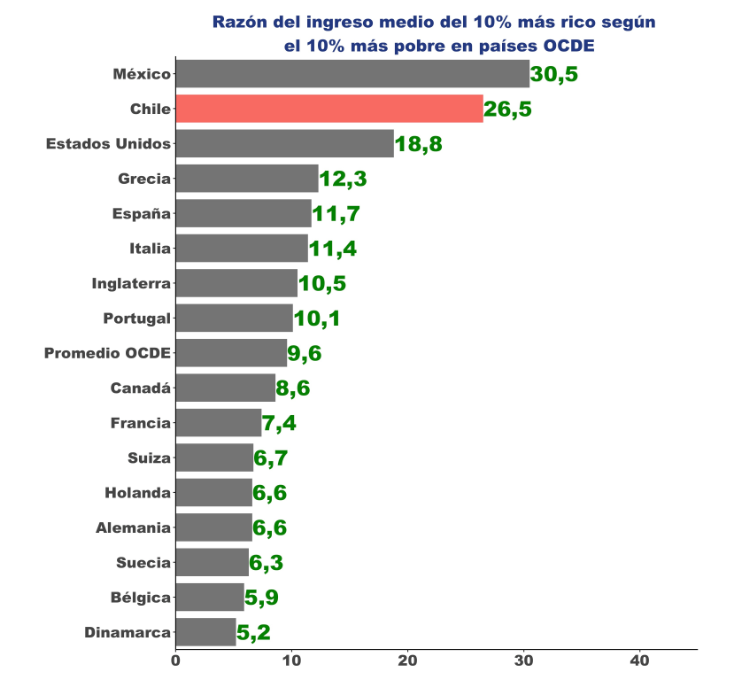 Razón del ingreso medio del 10% más rico según
el 10% más pobre en países OCDE
México 30,5
Chile 26,5
Estados Unidos 18,8
Grecia 12,3
España 11,7
Italia 11,4
Inglaterra 10,5
Portugal 10,1
Promedio OCDE 9,6
Canadá 8,6
Francia 7,4
Suiza 6,7
Holanda 6,6
Alemania 6,6
Suecia 6,3
Bélgica 5,9
Dinamarca 5,2
0 10 20 30 40